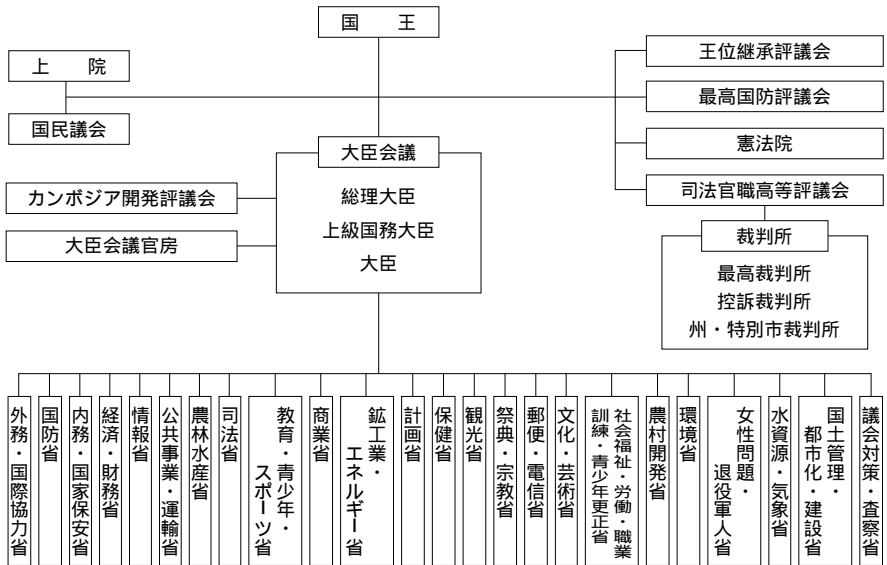 国　王
上　院
国民議会
王位継承評議会
最高国防評議会
憲法院
司法官職高等評議会
大臣会議
総理大臣
上級国務大臣
大臣
カンボジア開発評議会
大臣会議官房
裁判所
最高裁判所
控訴裁判所
州・特別市裁判所
外務・国際協力省
国防省
内務・国家保安省
経済・財務省
情報省
公共事業・運輸省
農林水産省
司法省
教育・青少年・
スポーツ省
商業省
鉱工業・
エネルギー省
計画省
保健省
観光省
祭典・宗教省
郵便・電信省
文化・芸術省
社会福祉・労働・職業
訓練・青少年更正省
農村開発省
環境省
女性問題・
退役軍人省
水資源・気象省
国土管理・
都市化・建設省
議会対策・査察省